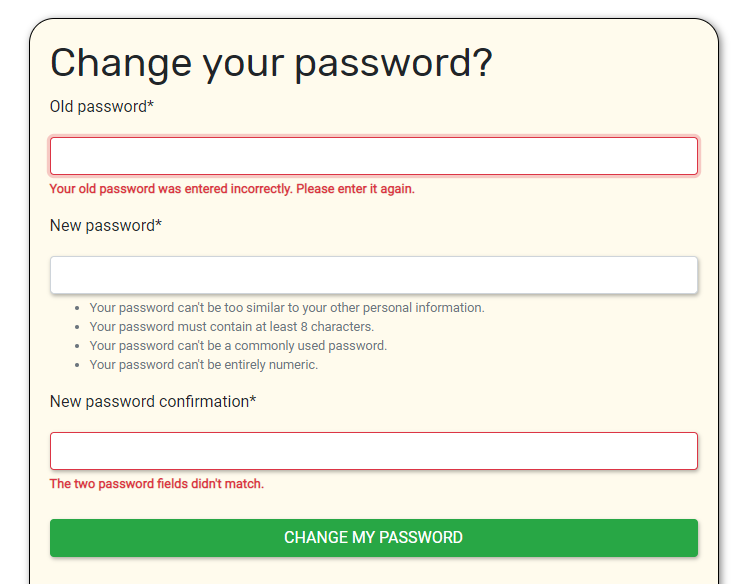 Change your password?
Old password*
Your old password was entered incorrectly. Please enter it again.
New password*
Your password can't be too similar to your other personal information.
Your password must contain at least 8 characters.
Your password can't be a commonly used password.
Your password can't be entirely numeric.
New password confirmation*
The two password fields didn't match.
CHANGE MY PASSWORD